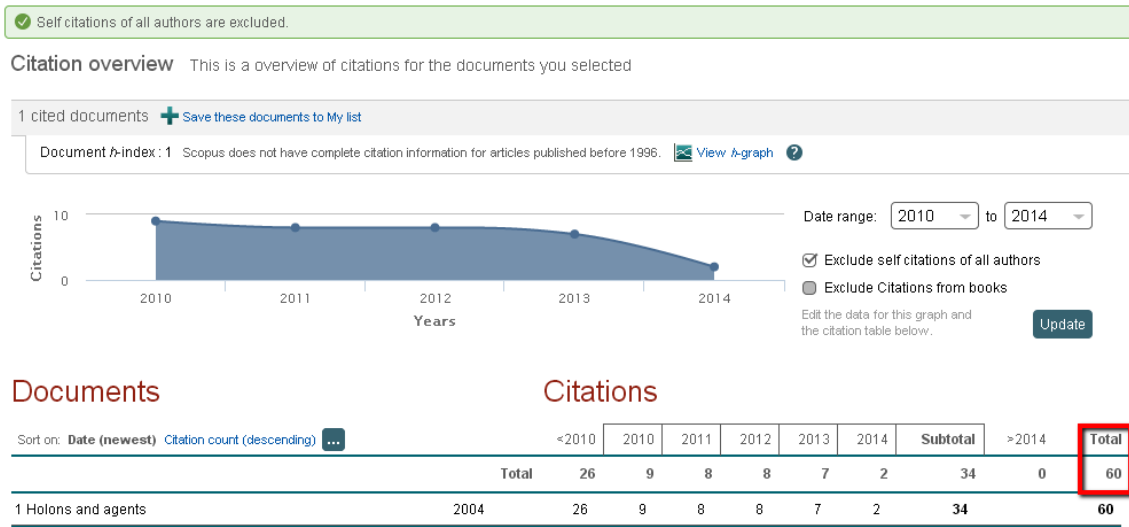 Self citations of all authors are excluded.
Citation overview This is a overview of citations for the documents you selected
1 cited documents Save these documents to My list
Document h-index : 1 Scopus does not have complete citation information for articles published before 1996. View h-graph ?
Date range: 2010 to 2014
Exclude self citations of all authors
Exclude Citations from books
Edit the data for this graph and
the citation table below.
Update
Citations
10
0
2010 2011 2012 2013 2014
Years
Documents Citations
Sort on: Date (newest) Citation count (descending) ... <2010 2010 2011 2012 2013 2014 Subtotal >2014 Total
Total 26 9 8 8 7 2 34 0 60
1 Holons and agents 2004 26 9 8 8 7 2 34 60